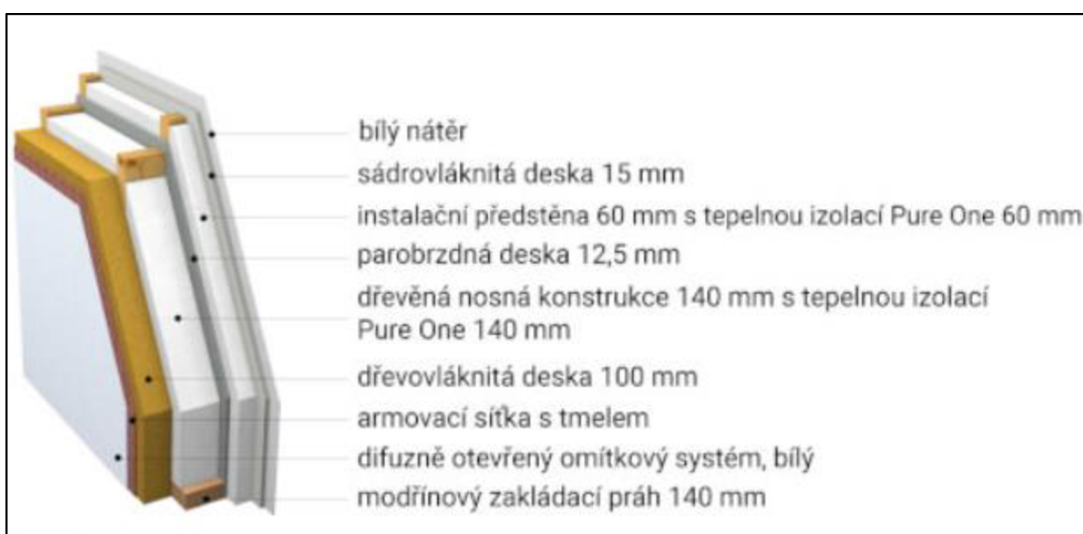 bílý nátěr
sádrovláknitá deska 15 mm
instalační předstěna 60 mm s tepelnou izolací Pure One 60 mm
parobrzdná deska 12,5 mm
dřevěná nosná konstrukce 140 mm s tepelnou izolací
Pure One 140 mm
dřevovláknitá deska 100 mm
armovací síťka s tmelem
difuzně otevřený omítkový systém, bílý
modřínový zakládací práh 140 mm